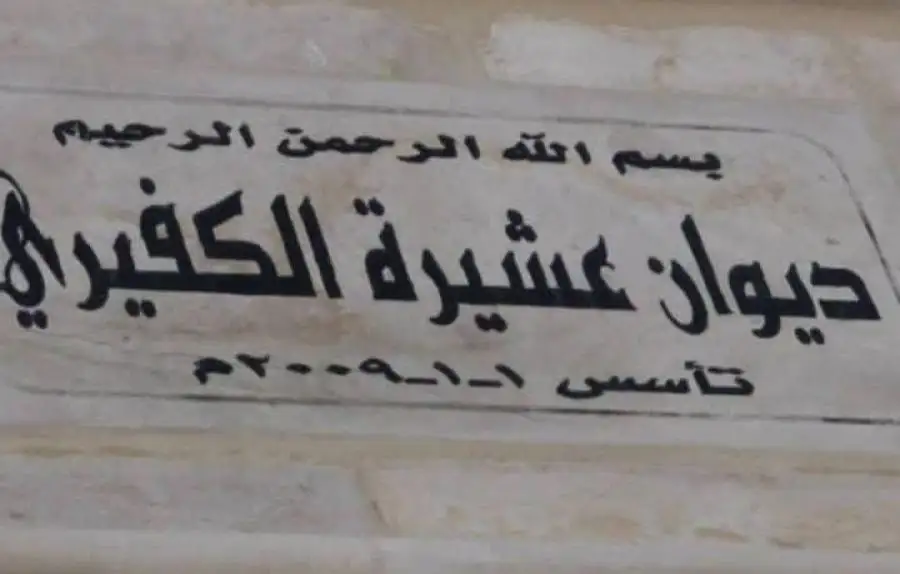 بسم الله الرحمن الرحيم
ديوان عشيرة الكفيري
تأسس ١-١-٢٠٠٩م